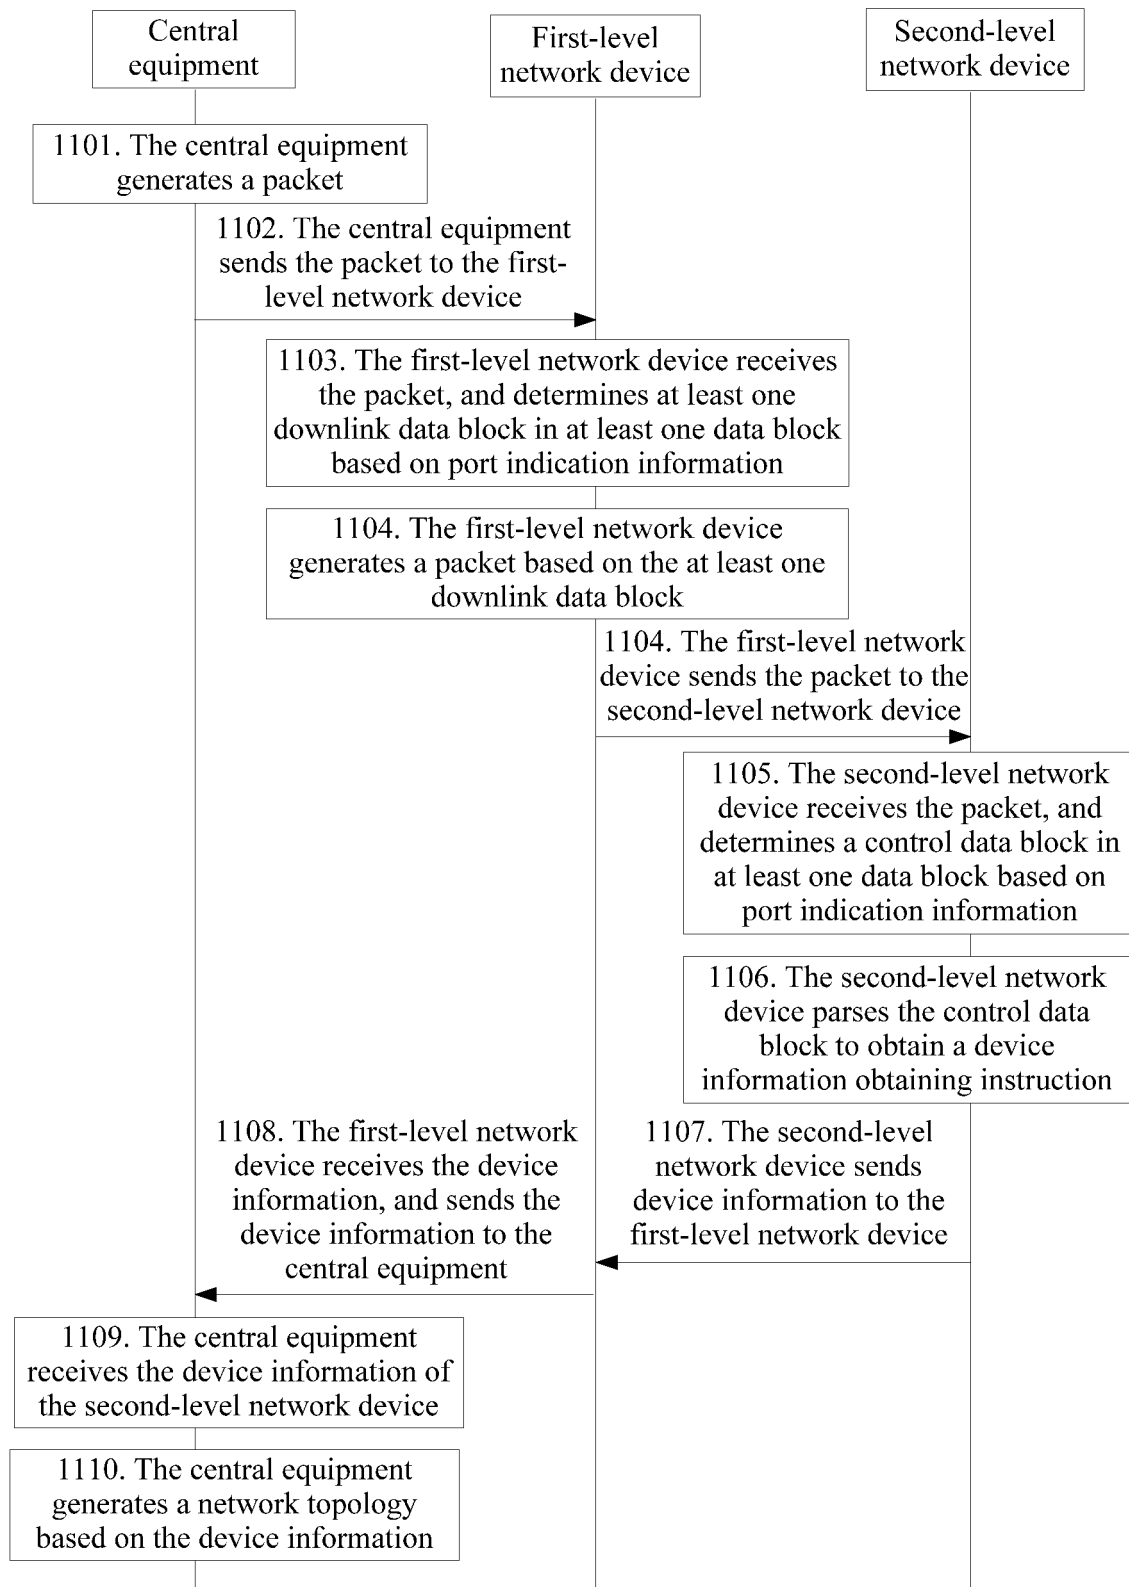 Central
equipment
First-level
network device
Second-level
network device
1101. The central equipment
generates a packet
1102. The central equipment
sends the packet to the first-
level network device
1103. The first-level network device receives
the packet, and determines at least one
downlink data block in at least one data block
based on port indication information
1104. The first-level network device
generates a packet based on the at least one
downlink data block
1104. The first-level network
device sends the packet to the
second-level network device
1105. The second-level network
device receives the packet, and
determines a control data block in
at least one data block based on
port indication information
1106. The second-level network
device parses the control data
block to obtain a device
information obtaining instruction
1107. The second-level
network device sends
device information to the
first-level network device
1108. The first-level network
device receives the device
information, and sends the
device information to the
central equipment
1109. The central equipment
receives the device information of
the second-level network device
1110. The central equipment
generates a network topology
based on the device information